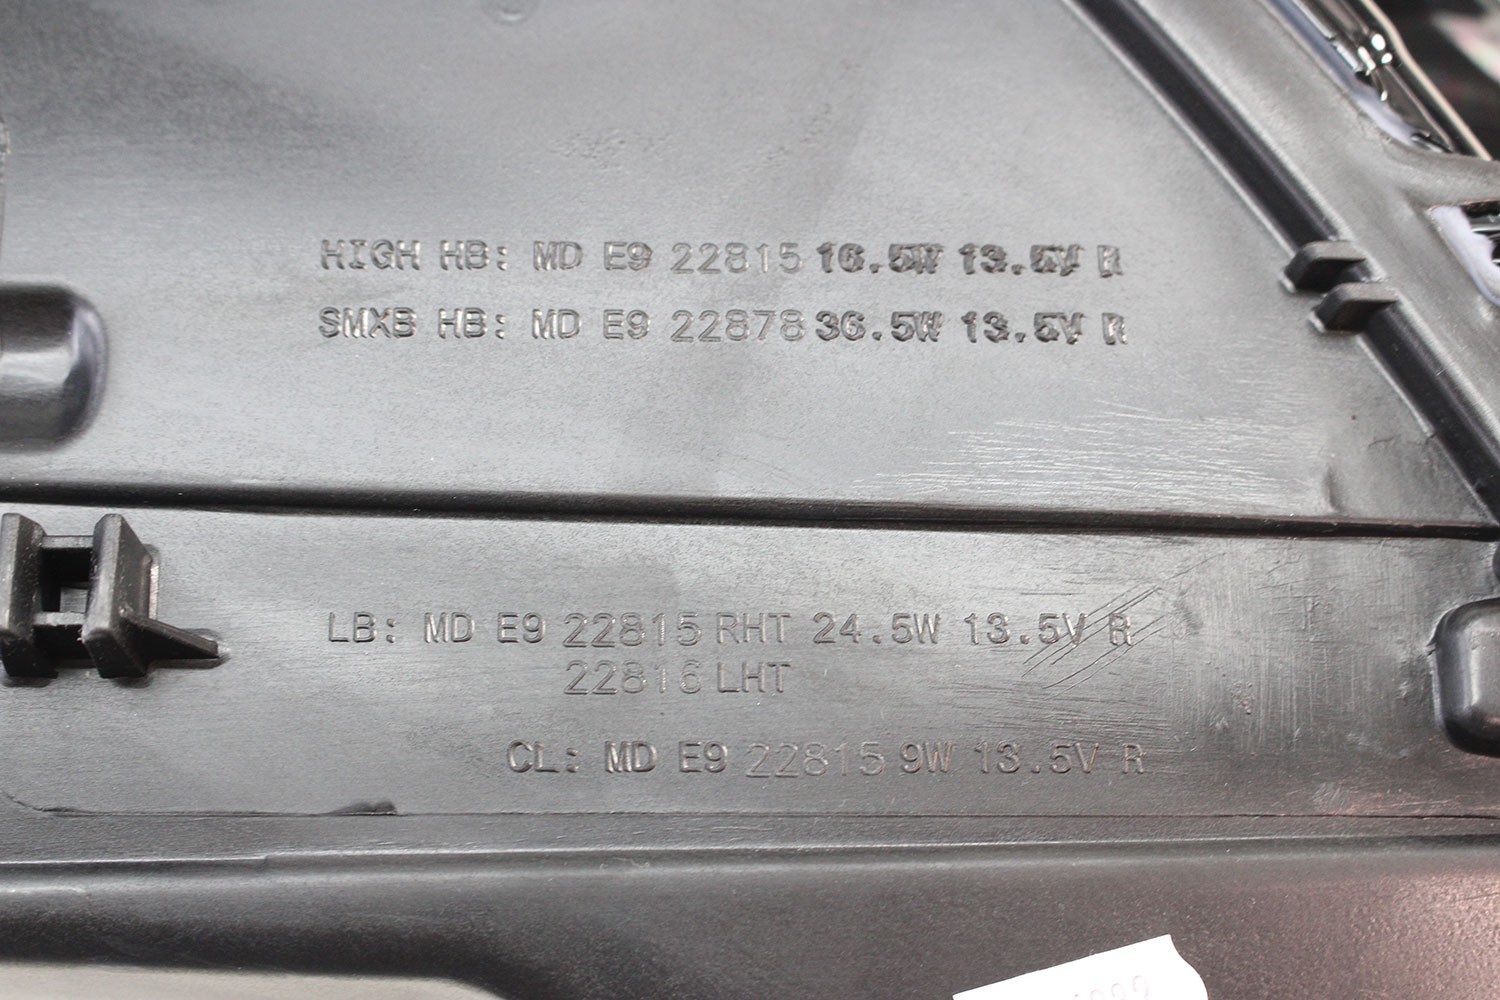 HIGH HB: MD E9 22815 16.5W 13.5V R
SMXB HB: MD E9 22878 36.5W 13.5V R
LB: MD E9 22815 RHT 24.5W 13.5V R
22816 LHT
CL: MD E9 22815 9W 13.5V R